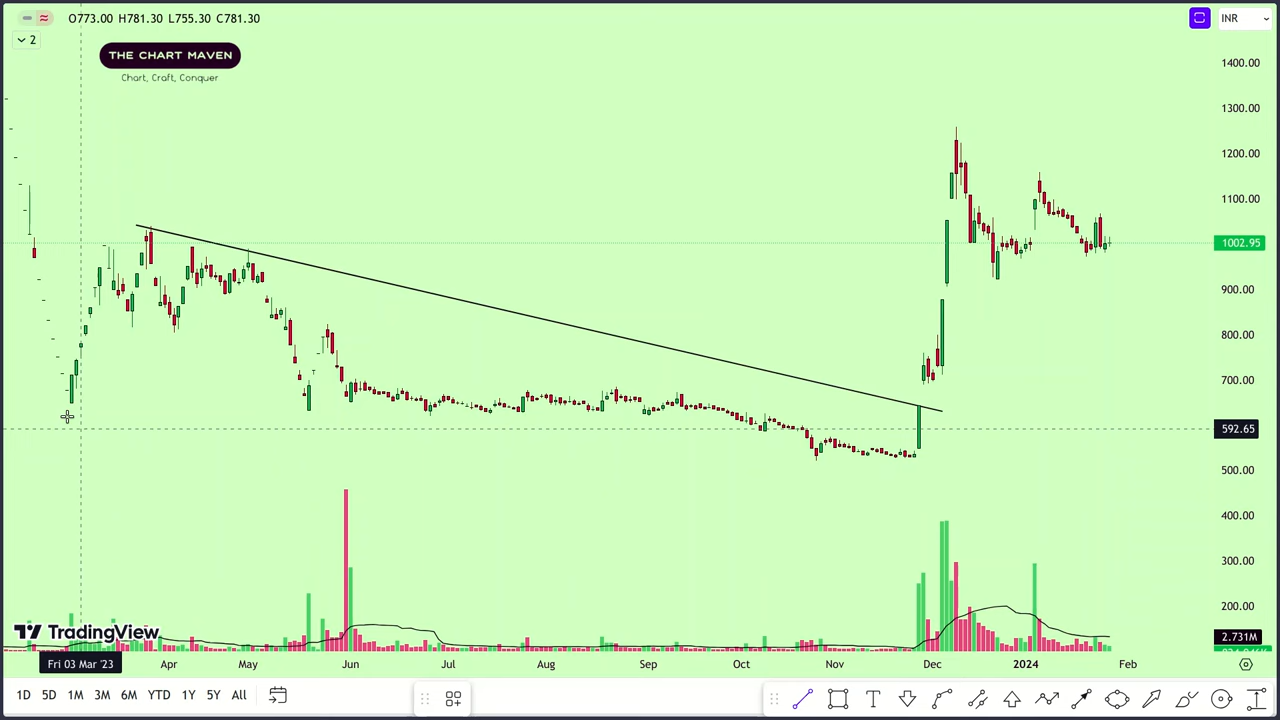 O773.00 H781.30 L755.30 C781.30
INR
2
THE CHART MAVEN
Chart, Craft, Conquer
1400.00
1300.00
1200.00
1100.00
1002.95
900.00
800.00
700.00
592.65
500.00
400.00
300.00
200.00
2.731M
TradingView
Fri 03 Mar '23 Apr May Jun Jul Aug Sep Oct Nov Dec 2024 Feb
1D 5D 1M 3M 6M YTD 1Y 5Y All